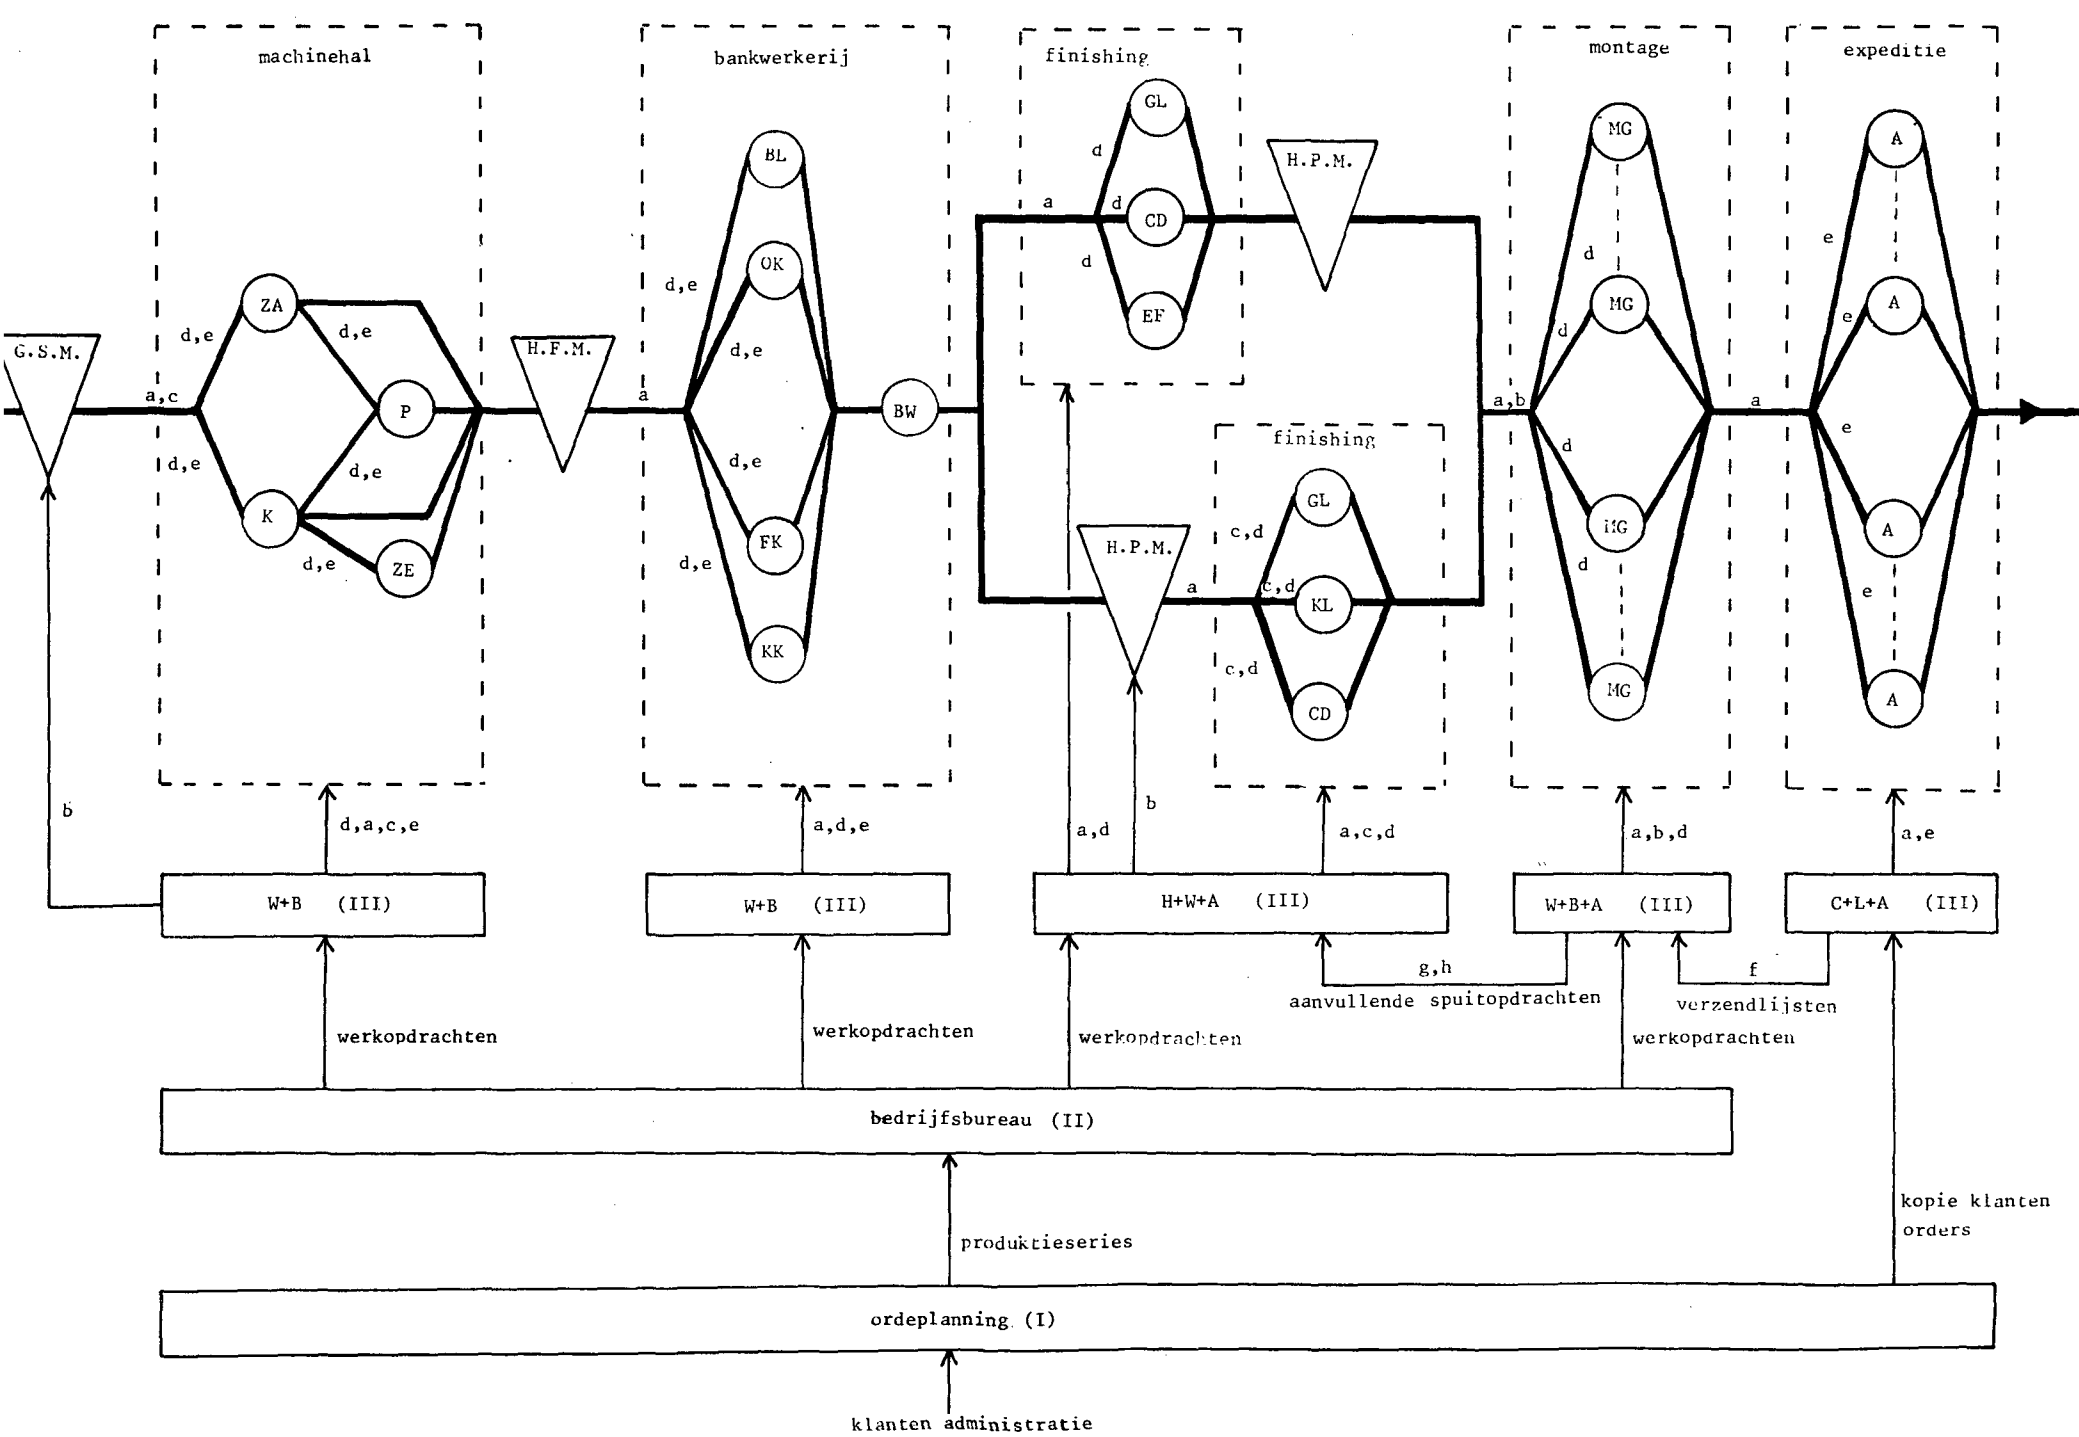 machinehal
bankwerkerij
finishing
montage
expeditie
GL
MG
A
BL
H.P.M.
d
a
d
CD
OK
d
e
d
d,e
ZA
MG
A
d,e
d,e
EF
d
e
G.S.M.
H.F.M.
d,e
a,c
a
P
BW
a,b
a
e
d,e
d,e
d,e
finishing
d
K
GL
MG
A
FK
c,d
H.P.M.
d,e
ZE
d,e
a
c,d
KL
d
e
KK
c,d
CD
MG
A
b
d,a,c,e
a,d,e
a,d
b
a,c,d
a,b,d
a,e
W+B (III)
W+B (III)
H+W+A (III)
W+B+A (III)
C+L+A (III)
g,h
f
aanvullende spuitopdrachten
verzendlijsten
werkopdrachten
werkopdrachten
werkopdrachten
werkopdrachten
bedrijfsbureau (II)
kopie klanten
orders
produktieseries
ordeplanning (I)
klanten administratie